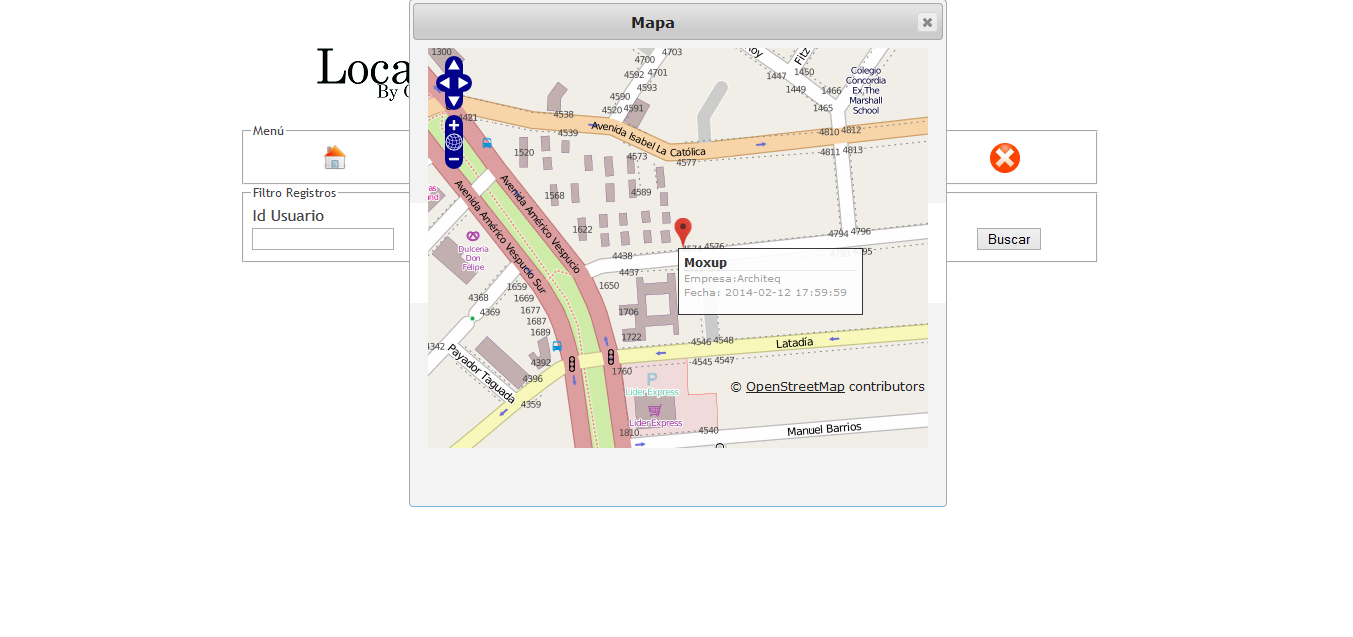 Mapa
Loca
By
Menú
Filtro Registros
Id Usuario
Buscar
1300
4703
4700
4592 4701
4593
4590
4520 4591
Fitz
1447
1450
1449
1466
1465
Colegio
Concordia
Ex,The
Marshall
School
4421
4538
4539
Avenida Isabel La Católica
4810 4812
4811 4813
1520
4573
4577
Avenida Américo Vespucio
Avenida Américo Vespucio Sur
1568
4589
1622
4794 4796
4576
4438
4437
Dulcería
Don
Felipe
Moxup
Empresa:Architeq
Fecha: 2014-02-12 17:59:59
1659
1669
1677
1687
1689
1650
4368
4369
1706
1722
4342
Payador Taguada
4392
4396
4359
1760
4546 4548
4545 4547
Latadía
P
Lider Express
© OpenStreetMap contributors
Lider Express
1810
4540
Manuel Barrios